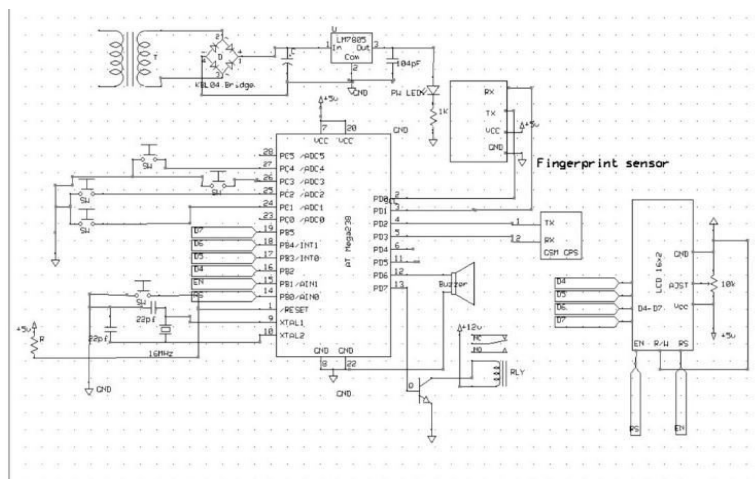 U
LM7805
1 In Out 3
Com
2
T
D
C
KBL04.Bridge
104pF
GND
PW LED
1K
+5v
RX
TX
VCC
GND
+5v
Fingerprint sensor
7 20
VCC VCC
GND
28 PC5 /ADC5
27 PC4 /ADC4
26 PC3 /ADC3
25 PC2 /ADC2
24 PC1 /ADC1
23 PC0 /ADC0
19 PB5
18 PB4/INT1
17 PB3/INT0
16 PB2
15 PB1/AIN1
14 PB0/AIN0
1 /RESET
9 XTAL1
10 XTAL2
AT Mega238
PD0 2
PD1 3
PD2 4
PD3 5
PD4 6
PD5 11
PD6 12
PD7 13
GND GND
8 22
GND
SW
SW
SW
SW
SW
D7
D6
D5
D4
EN
RS
22pf
22pf
16MHz
+5v
R
GND
1 TX
2 RX
GSM GPS
Buzzer
+12v
NC
NO
RLY
Q
LCD 16x2
GND
AJST
Vcc
D4-D7
EN R/W RS
10k
+5v
D4
D5
D6
D7
RS
EN